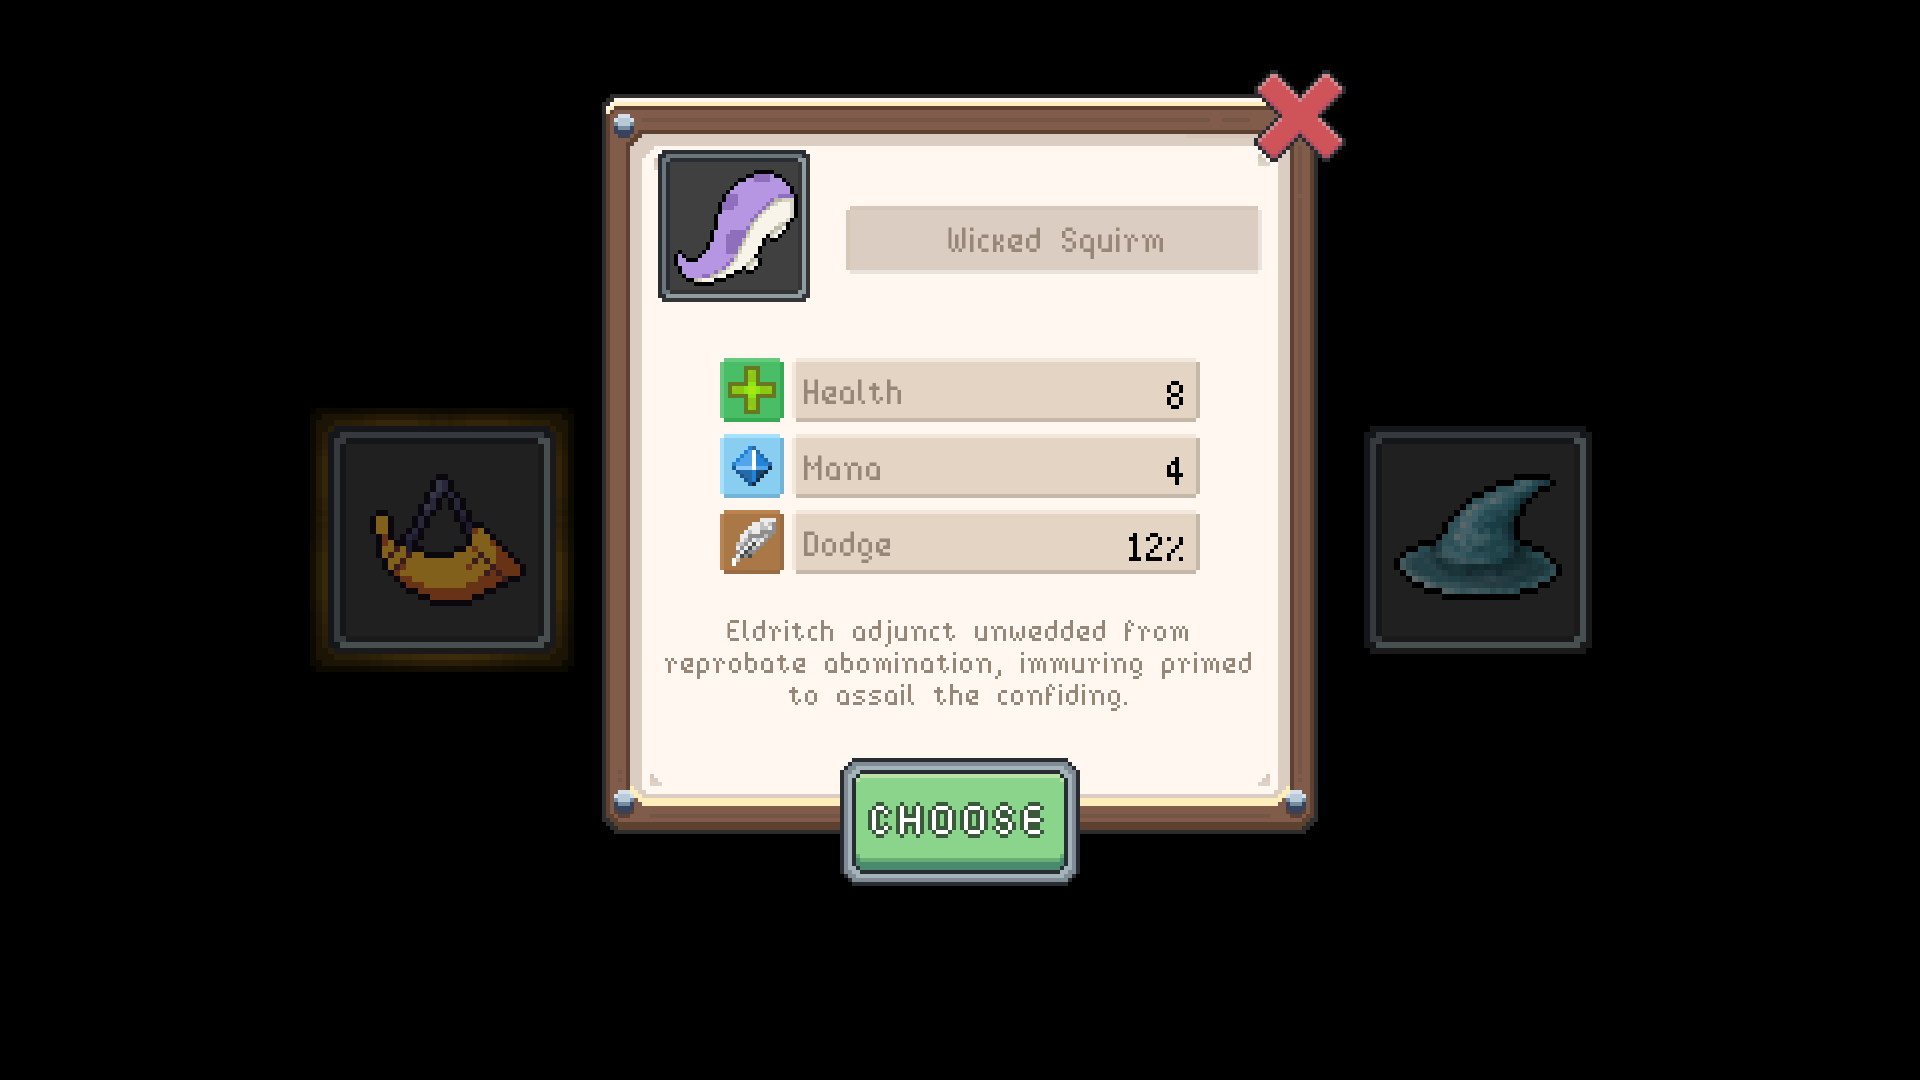 Wicked Squirm
Health 8
Mana 4
Dodge 12%
Eldritch adjunct unwedded from
reprobate abomination, immuring primed
to assail the confiding.
CHOOSE